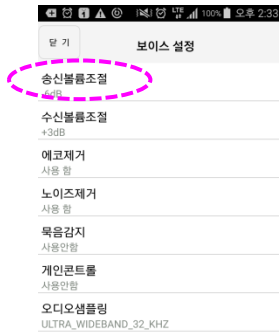 LTE 100% 오후 2:33
닫 기 보이스 설정
송신볼륨조절
-6dB
수신볼륨조절
+3dB
에코제거
사용 함
노이즈제거
사용 함
묵음감지
사용안함
게인콘트롤
사용안함
오디오샘플링
ULTRA_WIDEBAND_32_KHZ